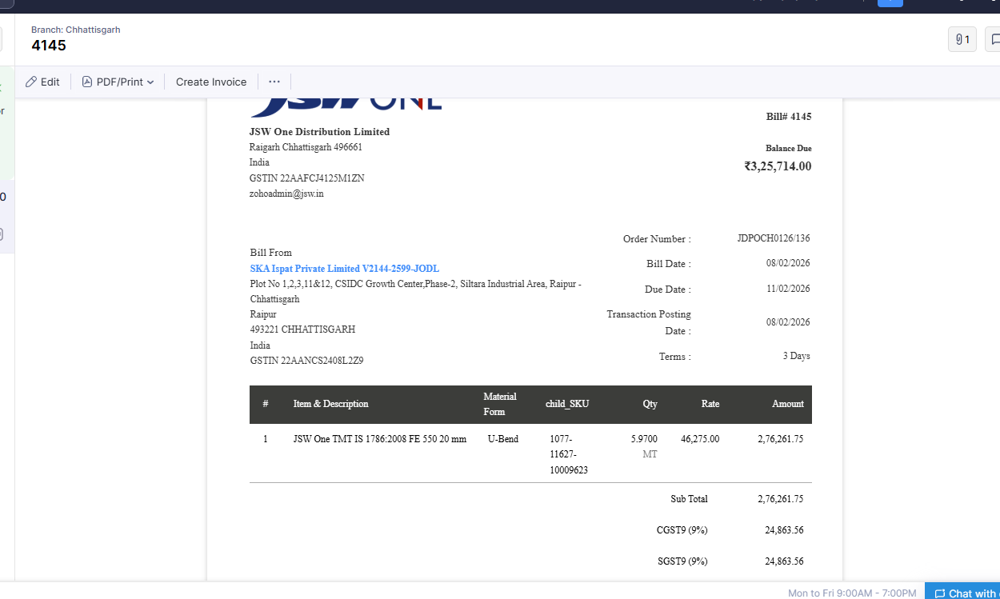 Branch: Chhattisgarh
4145
1
Edit
PDF/Print
Create Invoice
JSW ONE
JSW One Distribution Limited
Raigarh Chhattisgarh 496661
India
GSTIN 22AAFCJ4125M1ZN
zohoadmin@jsw.in
Bill# 4145
Balance Due
₹3,25,714.00
Order Number : JDPOCH0126/136
Bill Date : 08/02/2026
Due Date : 11/02/2026
Transaction Posting
Date : 08/02/2026
Terms : 3 Days
Bill From
SKA Ispat Private Limited V2144-2599-JODL
Plot No 1,2,3,11&12, CSIDC Growth Center,Phase-2, Siltara Industrial Area, Raipur -
Chhattisgarh
Raipur
493221 CHHATTISGARH
India
GSTIN 22AANCS2408L2Z9
# Item & Description Material Form child_SKU Qty Rate Amount
1 JSW One TMT IS 1786:2008 FE 550 20 mm U-Bend 1077- 5.9700 46,275.00 2,76,261.75
11627- MT
10009623
Sub Total 2,76,261.75
CGST9 (9%) 24,863.56
SGST9 (9%) 24,863.56
Mon to Fri 9:00AM - 7:00PM
Chat with